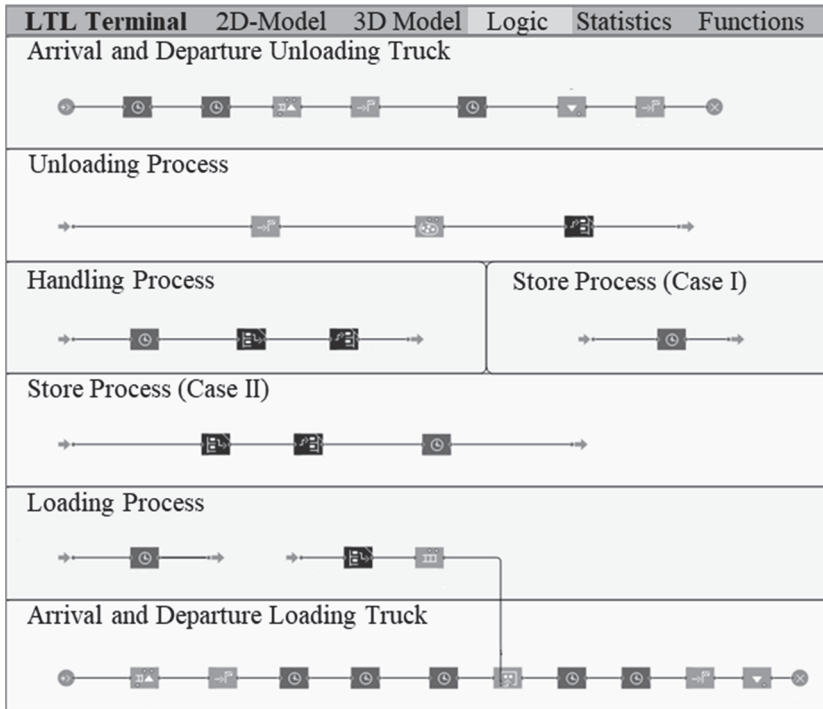 LTL Terminal 2D-Model 3D Model Logic Statistics Functions
Arrival and Departure Unloading Truck
Unloading Process
Handling Process
Store Process (Case I)
Store Process (Case II)
Loading Process
Arrival and Departure Loading Truck